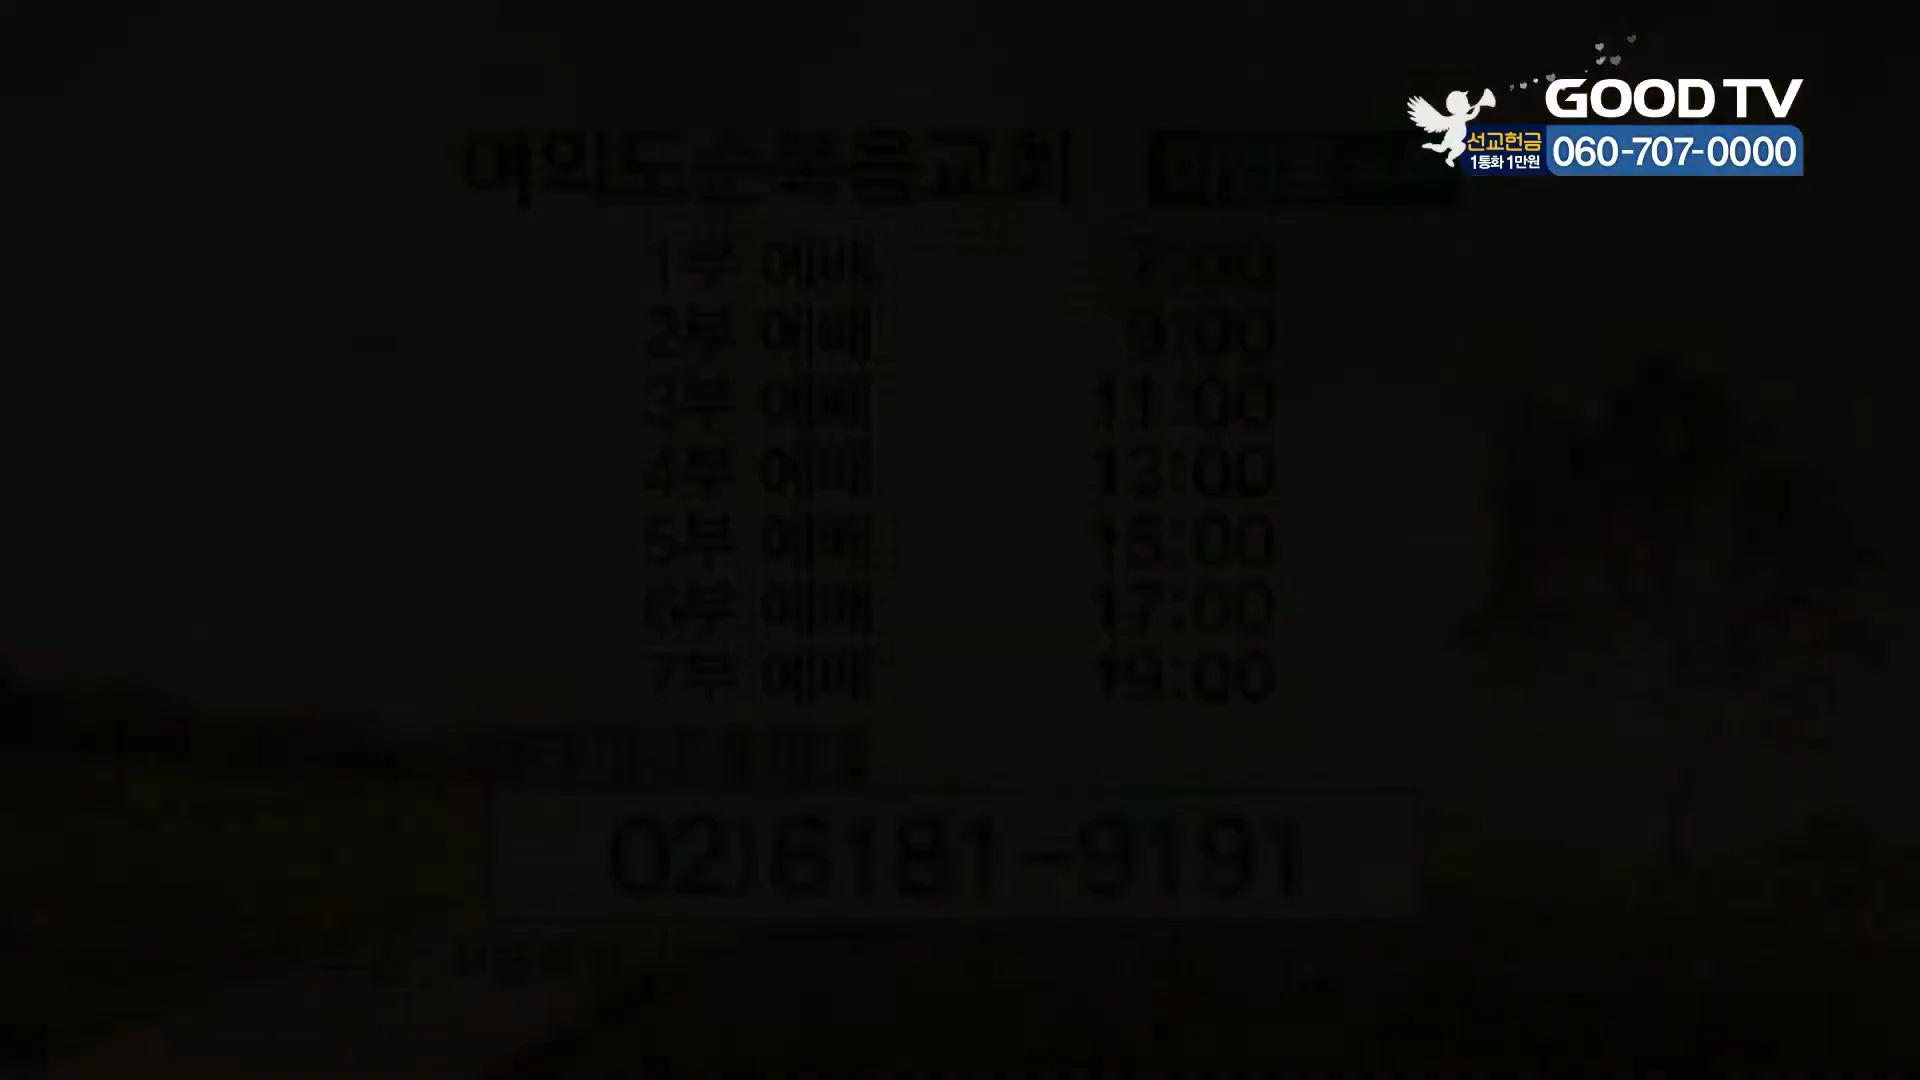 GOOD TV
선교헌금
1통화 1만원
060-707-0000
여의도순복음교회
1부 예배 7:00
2부 예배 9:00
3부 예배 11:00
4부 예배 13:00
5부 예배 15:00
6부 예배 17:00
7부 예배 19:00
02)6181-9191